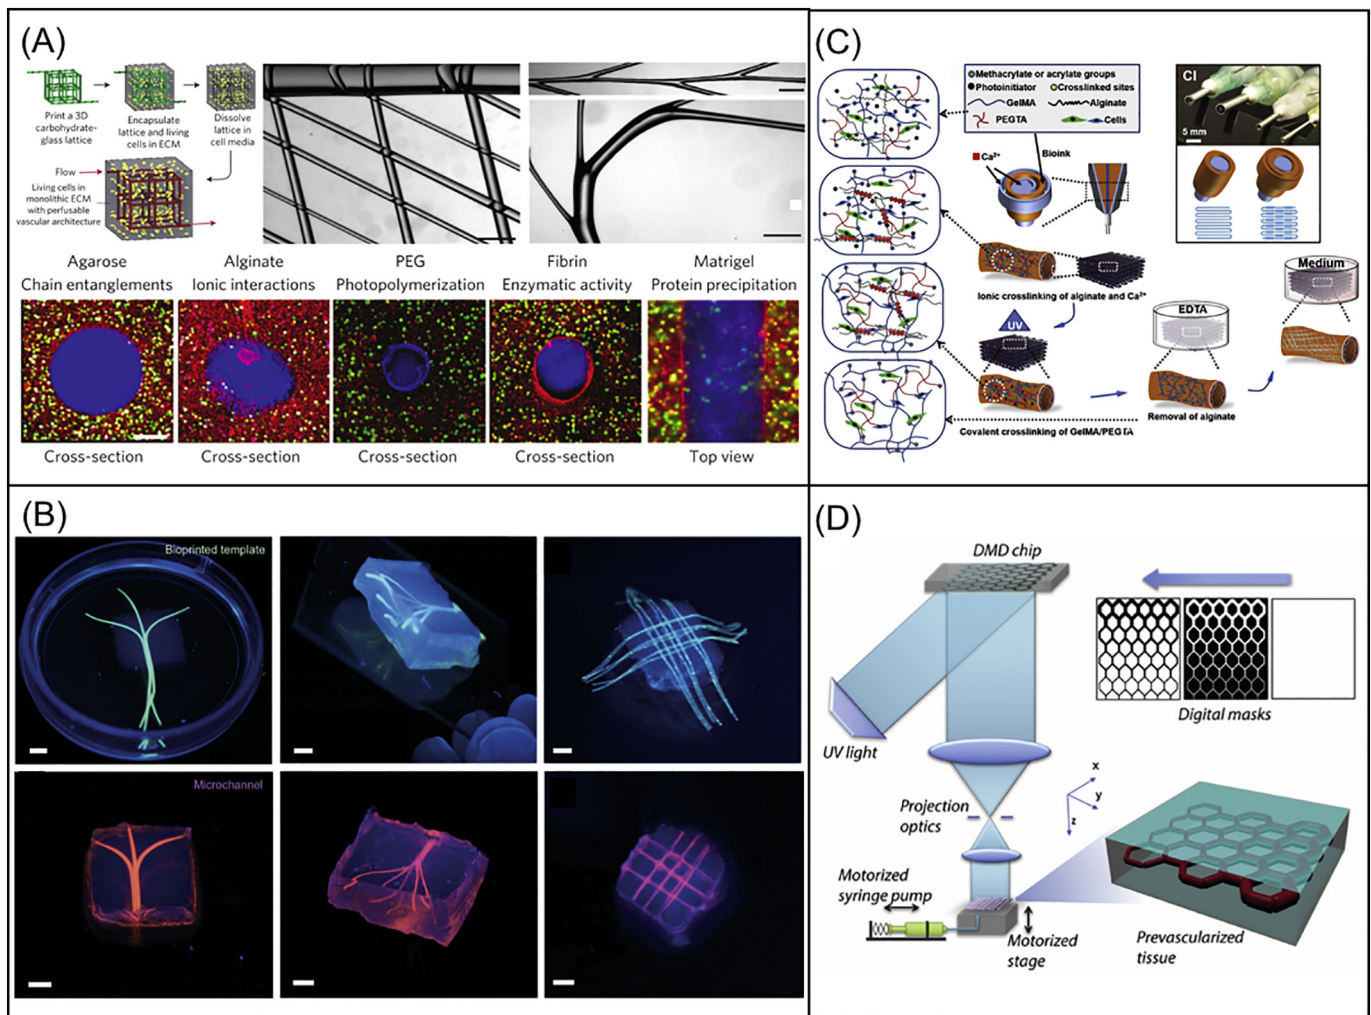 (A)
Print a 3D
carbohydrate-
glass lattice
Encapsulate
lattice and living
cells in ECM
Dissolve
lattice in
cell media
Flow
Living cells in
monolithic ECM
with perfusable
vascular architecture
Agarose
Chain entanglements
Alginate
Ionic interactions
PEG
Photopolymerization
Fibrin
Enzymatic activity
Matrigel
Protein precipitation
Cross-section
Cross-section
Cross-section
Cross-section
Top view
(B)
Bioprinted template
Microchannel
(C)
Methacrylate or acrylate groups
Photoinitiator
Crosslinked sites
GelMA
Alginate
PEGTA
Cells
Ca²⁺
Bioink
CI
5 mm
Ionic crosslinking of alginate and Ca²⁺
UV
EDTA
Medium
Removal of alginate
Covalent crosslinking of GelMA/PEGTA
(D)
DMD chip
UV light
Digital masks
Projection
optics
x
y
z
Motorized
syringe pump
Motorized
stage
Prevascularized
tissue